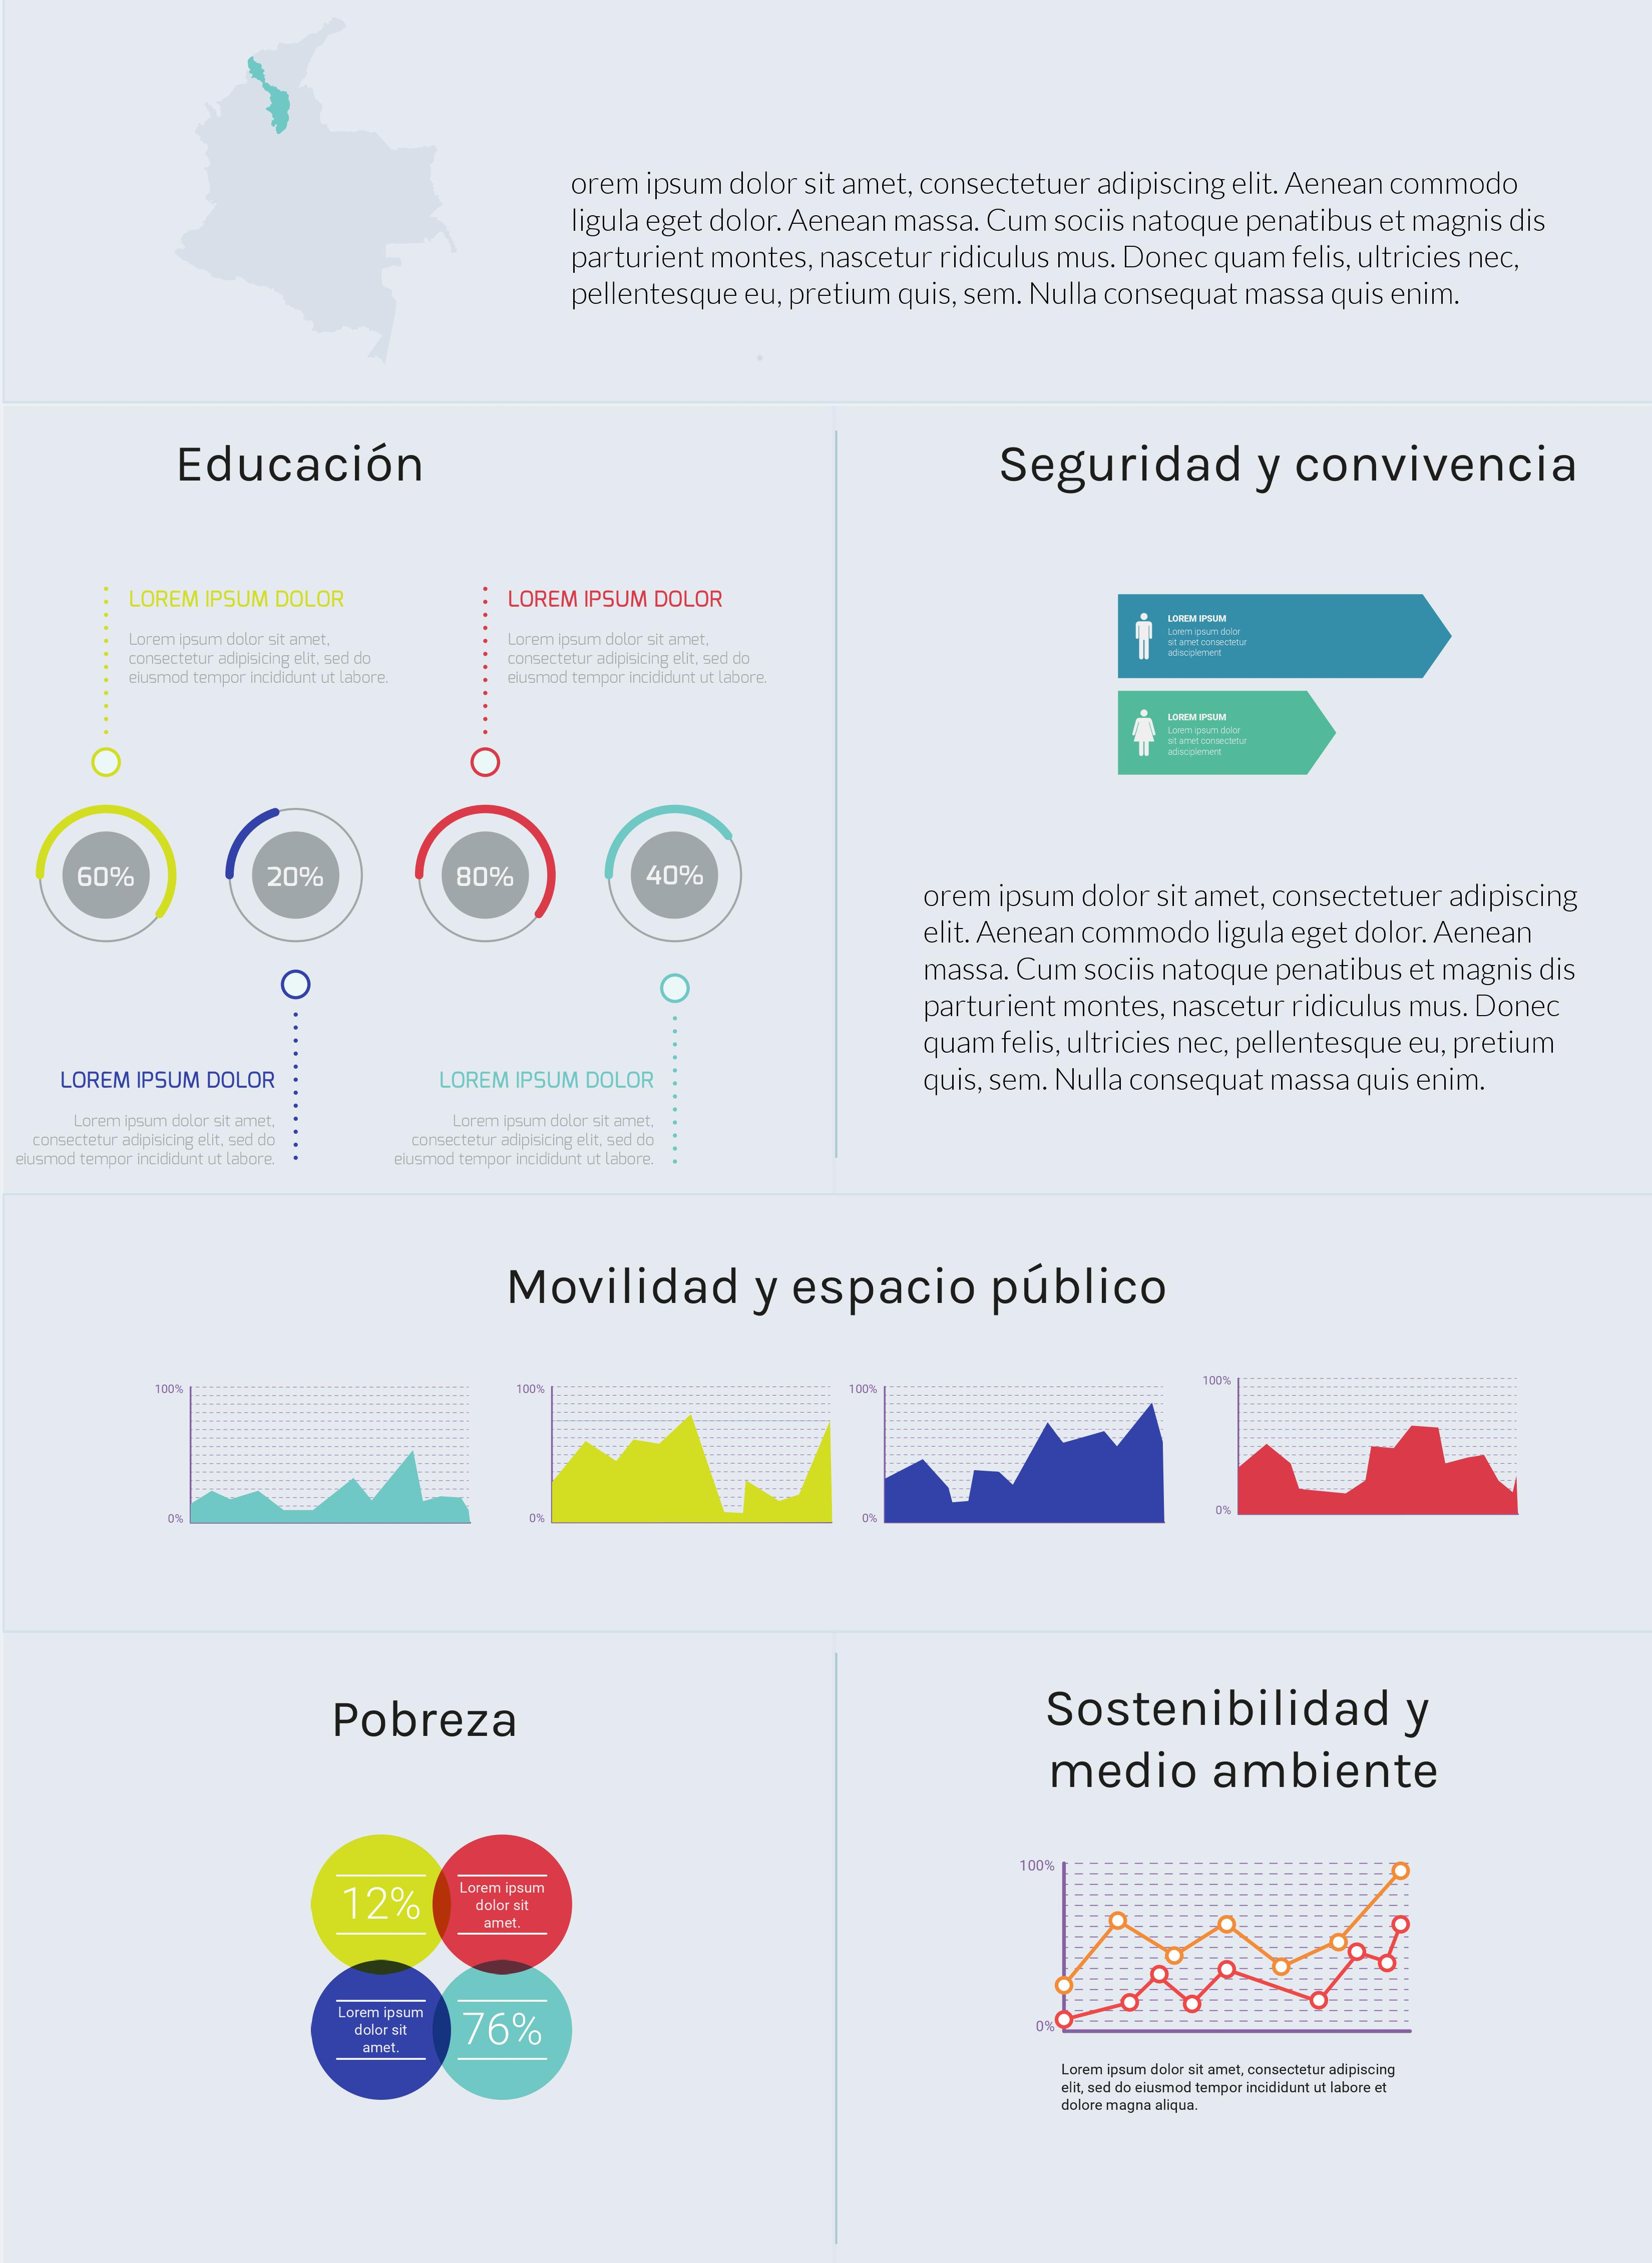 orem ipsum dolor sit amet, consectetuer adipiscing elit. Aenean commodo
ligula eget dolor. Aenean massa. Cum sociis natoque penatibus et magnis dis
parturient montes, nascetur ridiculus mus. Donec quam felis, ultricies nec,
pellentesque eu, pretium quis, sem. Nulla consequat massa quis enim.
Educación
LOREM IPSUM DOLOR
Lorem ipsum dolor sit amet,
consectetur adipisicing elit, sed do
eiusmod tempor incididunt ut labore.
LOREM IPSUM DOLOR
Lorem ipsum dolor sit amet,
consectetur adipisicing elit, sed do
eiusmod tempor incididunt ut labore.
60%
20%
80%
40%
LOREM IPSUM DOLOR
Lorem ipsum dolor sit amet,
consectetur adipisicing elit, sed do
eiusmod tempor incididunt ut labore.
LOREM IPSUM DOLOR
Lorem ipsum dolor sit amet,
consectetur adipisicing elit, sed do
eiusmod tempor incididunt ut labore.
Seguridad y convivencia
LOREM IPSUM
Lorem ipsum dolor
sit amet consectetur
adisciplement
LOREM IPSUM
Lorem ipsum dolor
sit amet consectetur
adisciplement
orem ipsum dolor sit amet, consectetuer adipiscing
elit. Aenean commodo ligula eget dolor. Aenean
massa. Cum sociis natoque penatibus et magnis dis
parturient montes, nascetur ridiculus mus. Donec
quam felis, ultricies nec, pellentesque eu, pretium
quis, sem. Nulla consequat massa quis enim.
Movilidad y espacio público
100%
0%
100%
0%
100%
0%
100%
0%
Pobreza
12%
Lorem ipsum
dolor sit
amet.
Lorem ipsum
dolor sit
amet.
76%
Sostenibilidad y
medio ambiente
100%
0%
Lorem ipsum dolor sit amet, consectetur adipiscing
elit, sed do eiusmod tempor incididunt ut labore et
dolore magna aliqua.